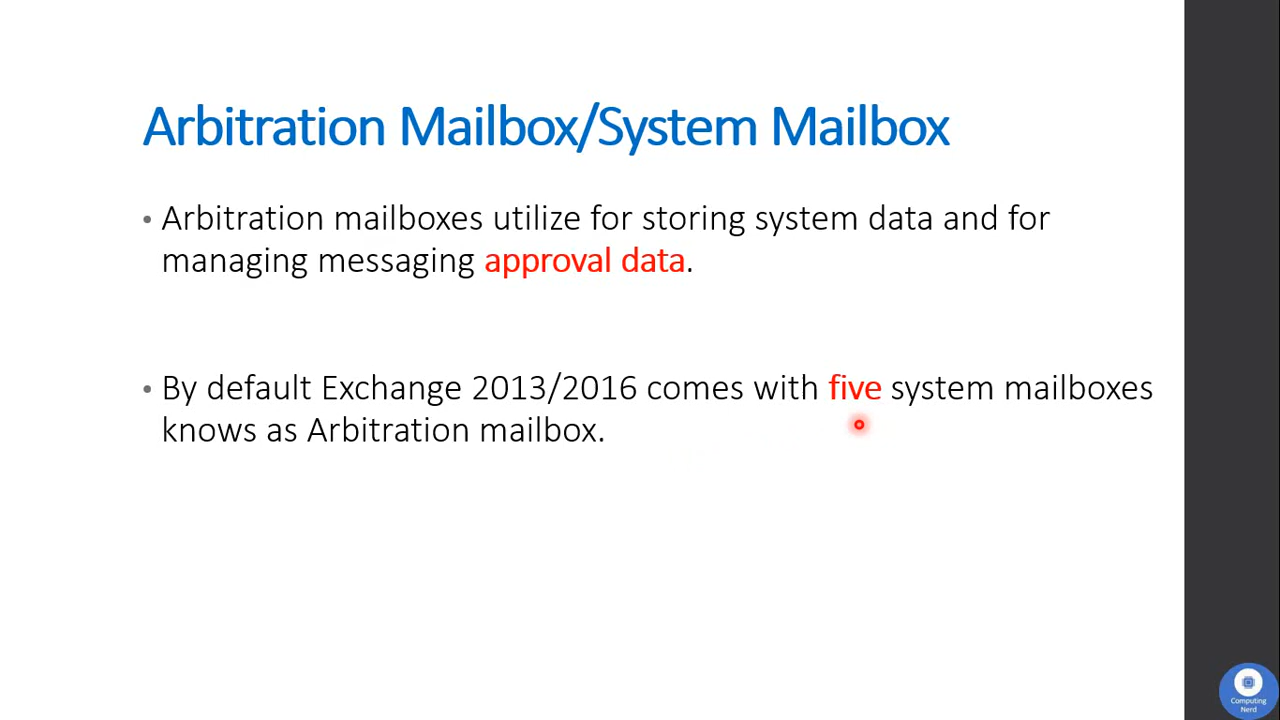 Arbitration Mailbox/System Mailbox
• Arbitration mailboxes utilize for storing system data and for
managing messaging approval data.
• By default Exchange 2013/2016 comes with five system mailboxes
knows as Arbitration mailbox.
Computing
Nerd